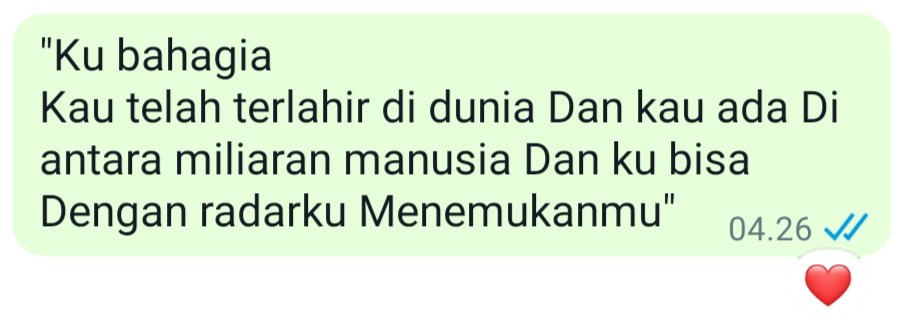 "Ku bahagia
Kau telah terlahir di dunia Dan kau ada Di
antara miliaran manusia Dan ku bisa
Dengan radarku Menemukanmu"
04.26